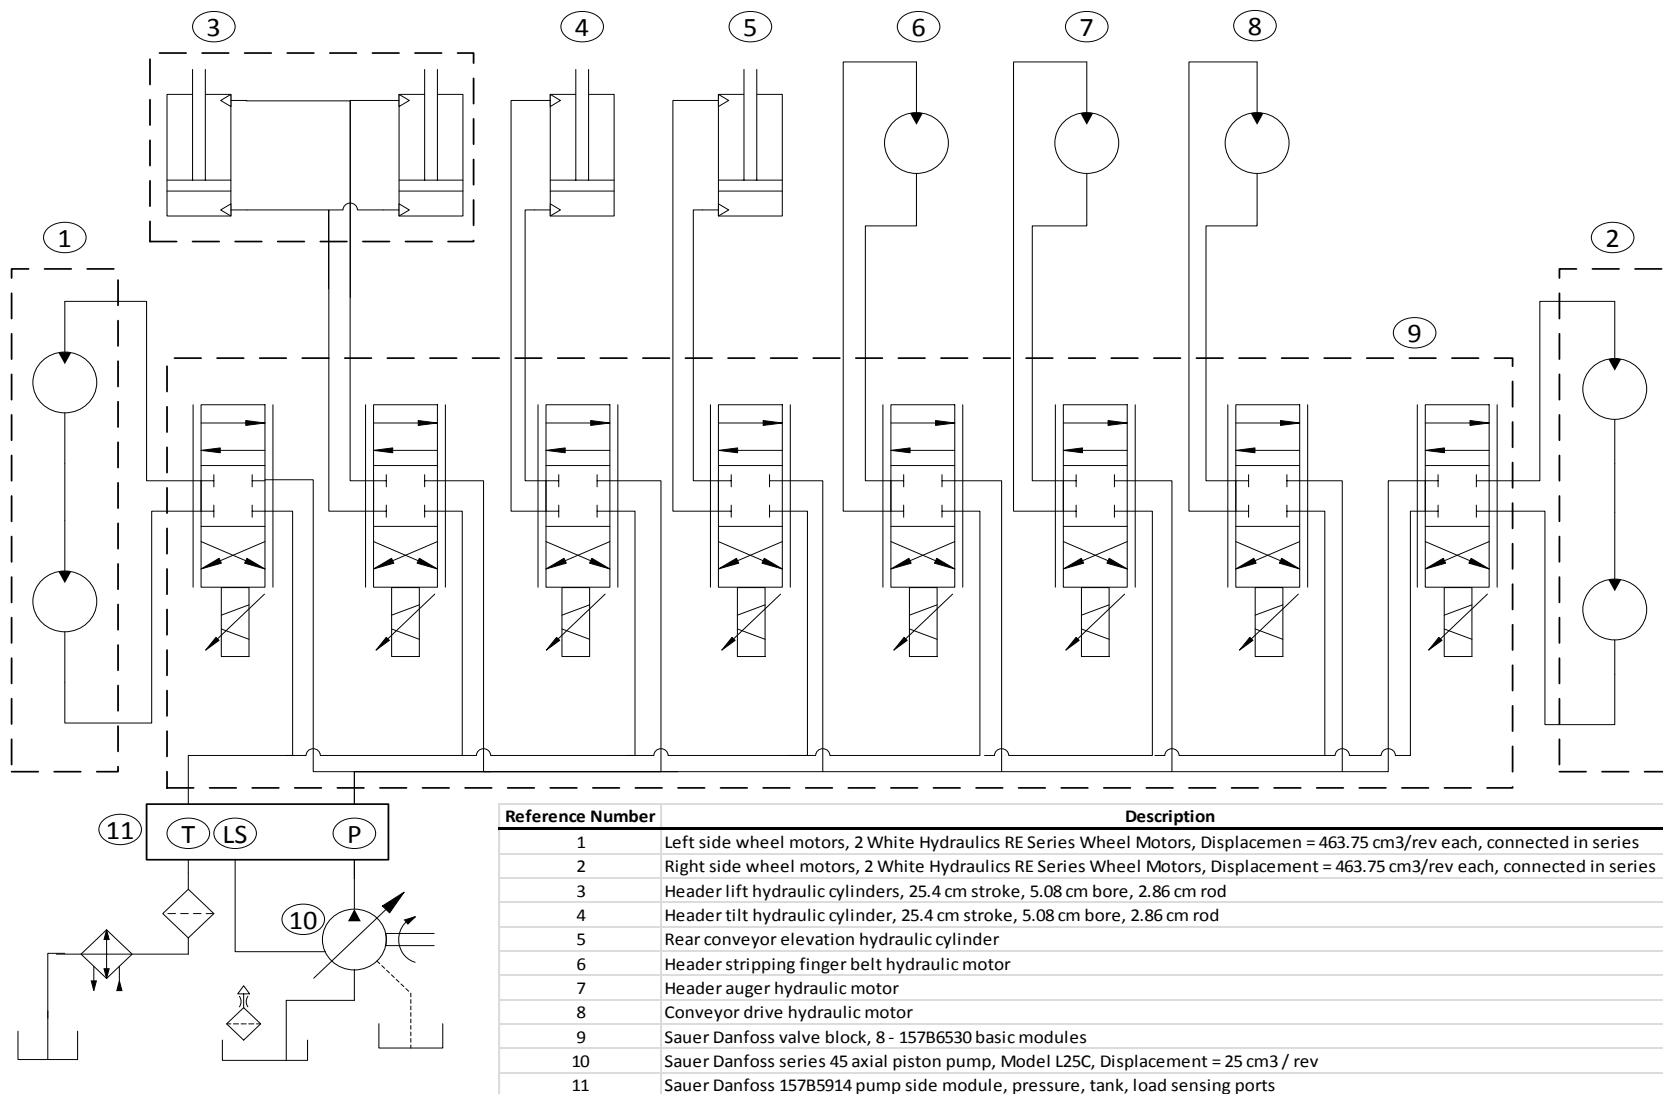 3 4 5 6 7 8
1 2
9
11 T LS P
10
Reference Number Description
1 Left side wheel motors, 2 White Hydraulics RE Series Wheel Motors, Displacemen = 463.75 cm3/rev each, connected in series
2 Right side wheel motors, 2 White Hydraulics RE Series Wheel Motors, Displacement = 463.75 cm3/rev each, connected in series
3 Header lift hydraulic cylinders, 25.4 cm stroke, 5.08 cm bore, 2.86 cm rod
4 Header tilt hydraulic cylinder, 25.4 cm stroke, 5.08 cm bore, 2.86 cm rod
5 Rear conveyor elevation hydraulic cylinder
6 Header stripping finger belt hydraulic motor
7 Header auger hydraulic motor
8 Conveyor drive hydraulic motor
9 Sauer Danfoss valve block, 8 - 157B6530 basic modules
10 Sauer Danfoss series 45 axial piston pump, Model L25C, Displacement = 25 cm3 / rev
11 Sauer Danfoss 157B5914 pump side module, pressure, tank, load sensing ports